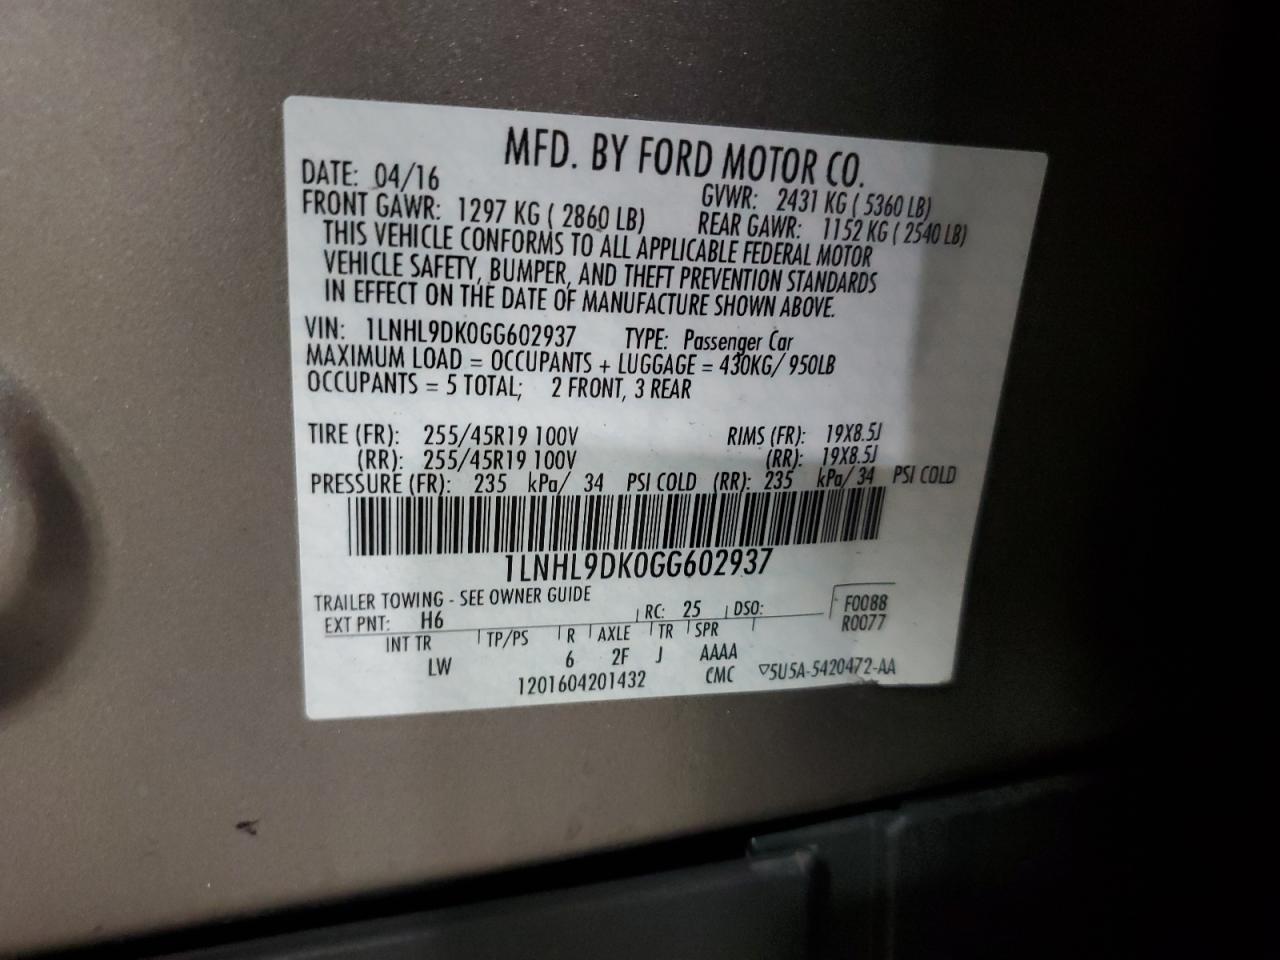 MFD. BY FORD MOTOR CO.
DATE: 04/16 GVWR: 2431 KG ( 5360 LB)
FRONT GAWR: 1297 KG ( 2860 LB) REAR GAWR: 1152 KG ( 2540 LB)
THIS VEHICLE CONFORMS TO ALL APPLICABLE FEDERAL MOTOR
VEHICLE SAFETY, BUMPER, AND THEFT PREVENTION STANDARDS
IN EFFECT ON THE DATE OF MANUFACTURE SHOWN ABOVE.
VIN: 1LNHL9DK0GG602937 TYPE: Passenger Car
MAXIMUM LOAD = OCCUPANTS + LUGGAGE = 430KG/ 950LB
OCCUPANTS = 5 TOTAL; 2 FRONT, 3 REAR
TIRE (FR): 255/45R19 100V RIMS (FR): 19X8.5J
(RR): 255/45R19 100V (RR): 19X8.5J
PRESSURE (FR): 235 kPa/ 34 PSI COLD (RR): 235 kPa/ 34 PSI COLD
1LNHL9DK0GG602937
TRAILER TOWING - SEE OWNER GUIDE
EXT PNT: H6 RC: 25 DSO: F0088
R0077
INT TR TP/PS R AXLE TR SPR
LW 6 2F J AAAA
1201604201432 CMC ▽5U5A-5420472-AA